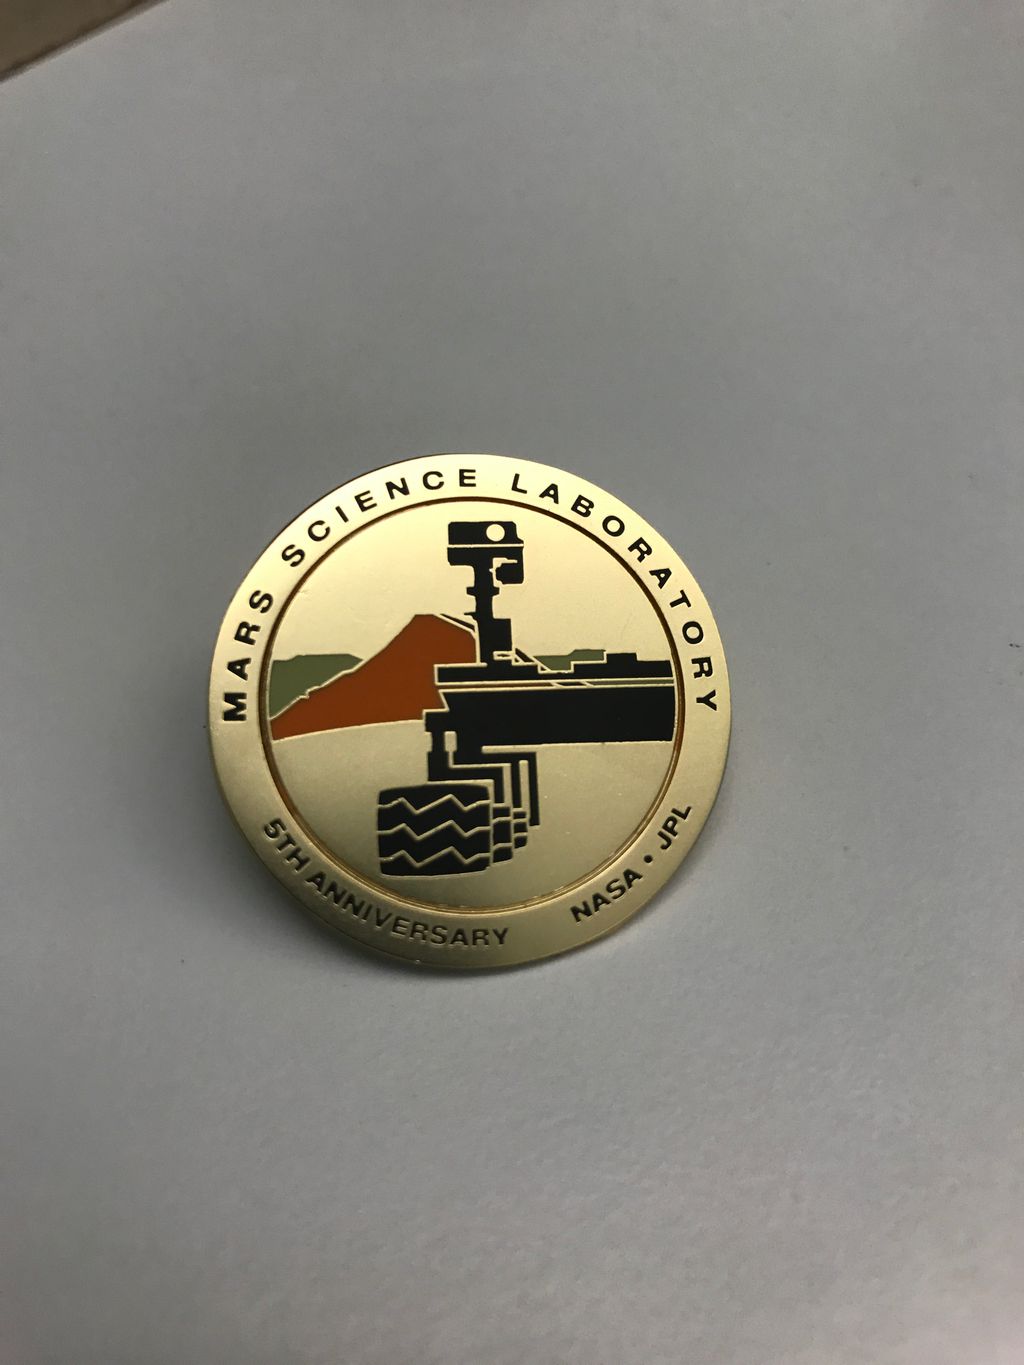 MARS SCIENCE LABORATORY
5TH ANNIVERSARY
NASA • JPL